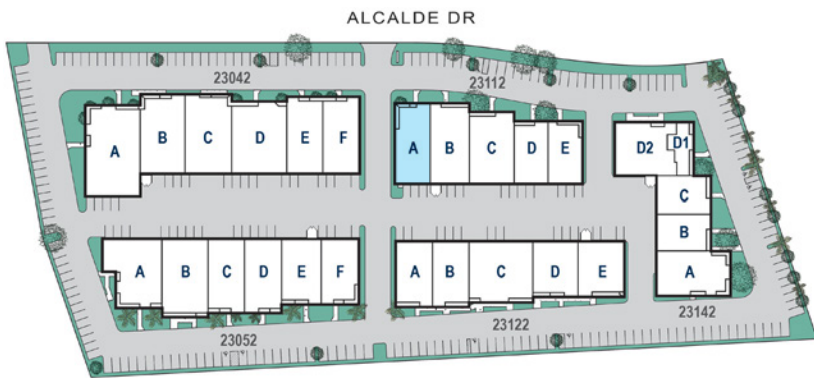 ALCALDE DR
23042
23112
A B C D E F
A B C D E
D2 D1
C
B
A
A B C D E F
A B C D E
23052
23122
23142